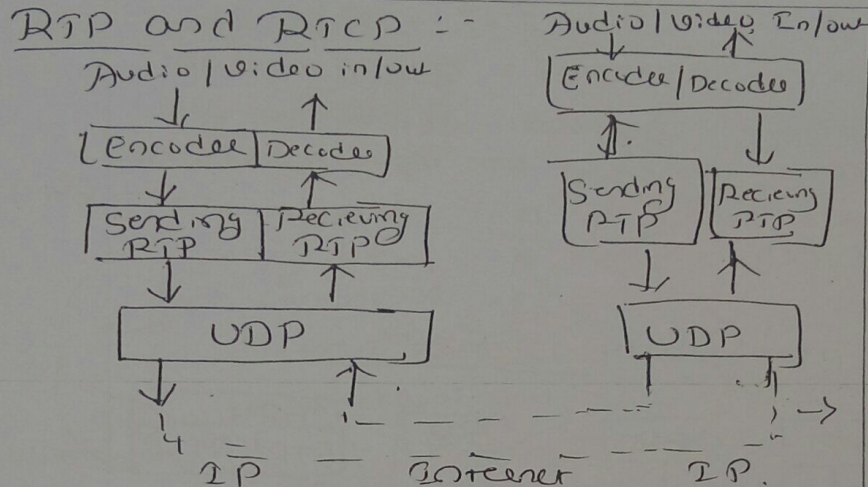 RTP and RTCP :-
Audio/Video in/out
Encoder Decoder
Sending RTP Recieving RTP
UDP
Audio/Video In/out
Encoder/Decoder
Sending RTP Recieving RTP
UDP
IP Internet IP.